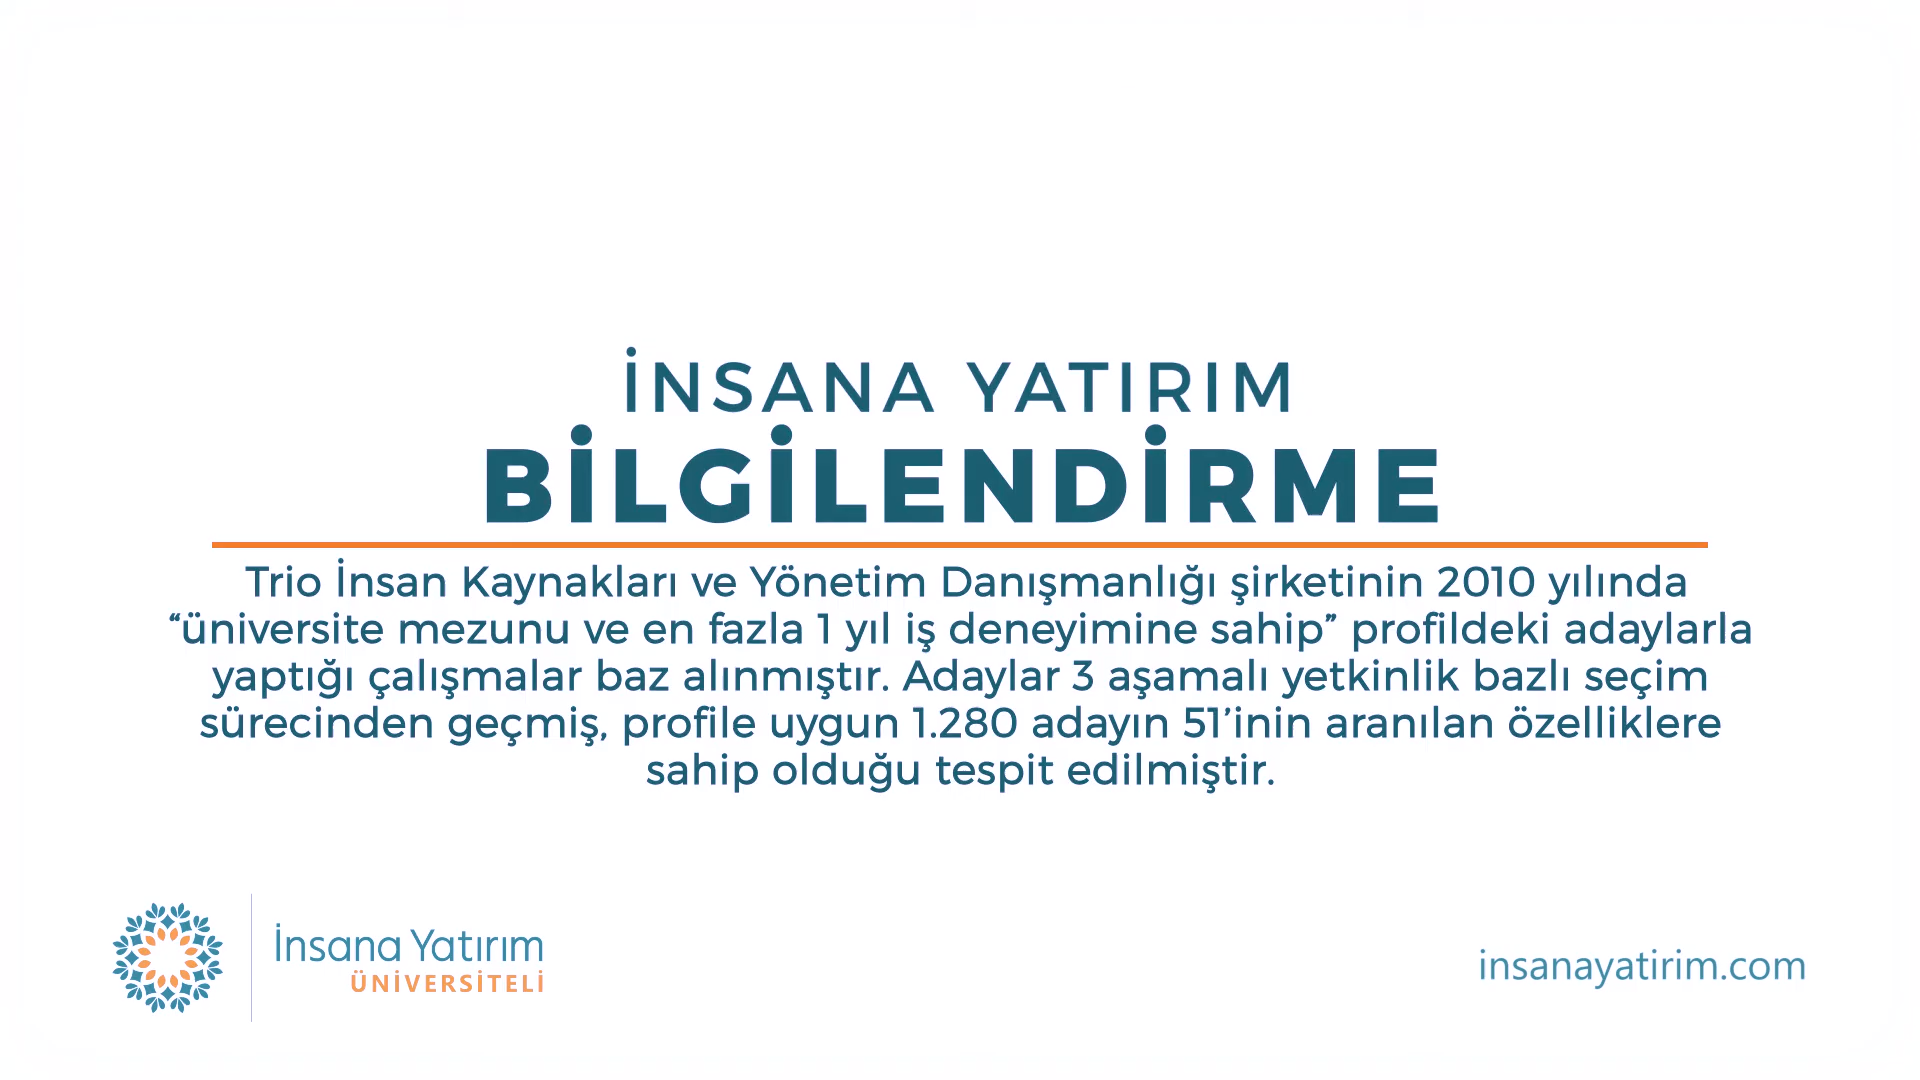 İNSANA YATIRIM
BİLGİLENDİRME
Trio İnsan Kaynakları ve Yönetim Danışmanlığı şirketinin 2010 yılında
“üniversite mezunu ve en fazla 1 yıl iş deneyimine sahip” profildeki adaylarla
yaptığı çalışmalar baz alınmıştır. Adaylar 3 aşamalı yetkinlik bazlı seçim
sürecinden geçmiş, profile uygun 1.280 adayın 51’inin aranılan özelliklere
sahip olduğu tespit edilmiştir.
İnsana Yatırım
ÜNİVERSİTELİ
insanayatirim.com